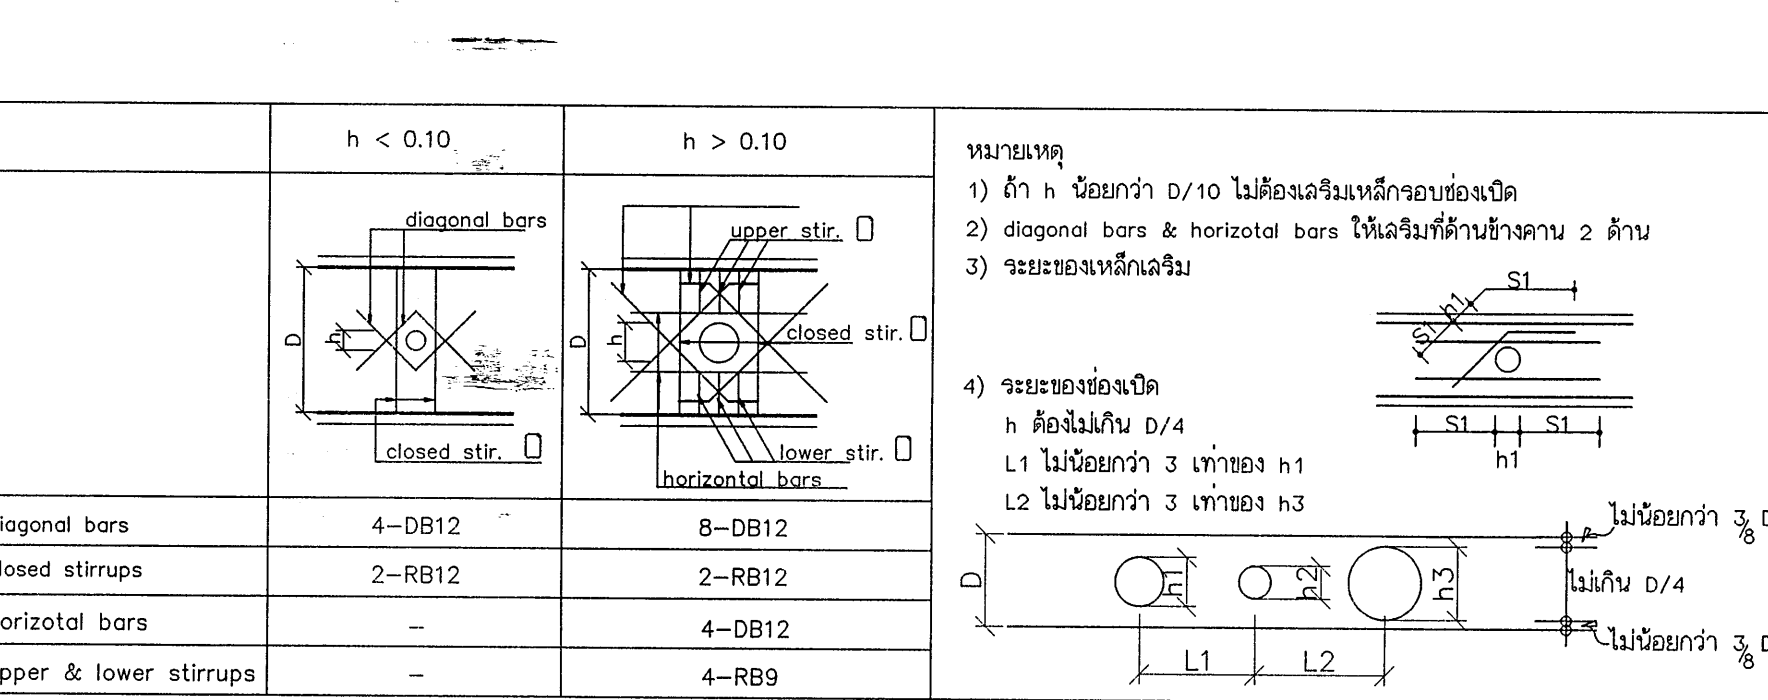 h < 0.10
h > 0.10
diagonal bars
D
h
closed stir.
upper stir.
D
h
closed stir.
lower stir.
horizontal bars
iagonal bars 4-DB12 8-DB12
losed stirrups 2-RB12 2-RB12
orizotal bars - 4-DB12
pper & lower stirrups - 4-RB9
หมายเหตุ
1) ถ้า h น้อยกว่า D/10 ไม่ต้องเสริมเหล็กรอบช่องเปิด
2) diagonal bars & horizotal bars ให้เสริมที่ด้านข้างคาน 2 ด้าน
3) ระยะของเหล็กเสริม
S1
h1
S1
S1 S1
h1
4) ระยะของช่องเปิด
h ต้องไม่เกิน D/4
L1 ไม่น้อยกว่า 3 เท่าของ h1
L2 ไม่น้อยกว่า 3 เท่าของ h3
ไม่น้อยกว่า 3/8 D
D
h1
h2
h3
ไม่เกิน D/4
ไม่น้อยกว่า 3/8 D
L1 L2